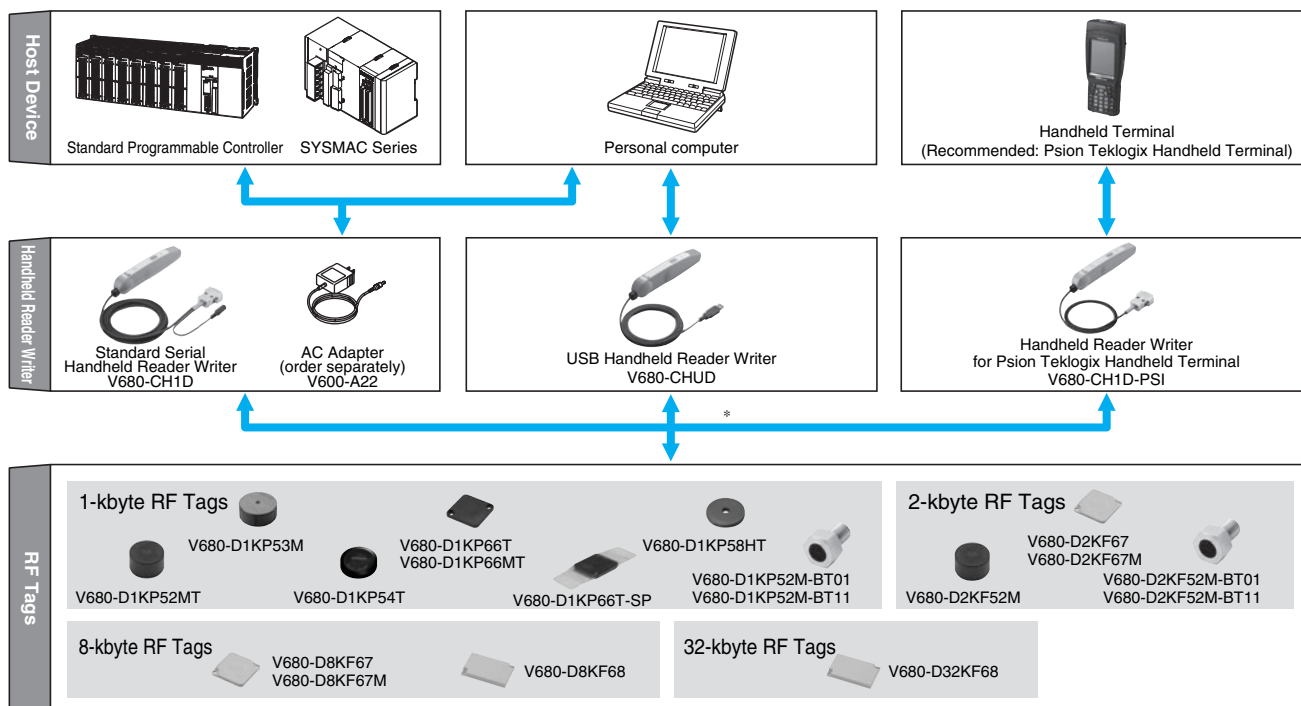 Host Device
Standard Programmable Controller
SYSMAC Series
Personal computer
Handheld Terminal
(Recommended: Psion Teklogix Handheld Terminal)
Handheld Reader Writer
Standard Serial
Handheld Reader Writer
V680-CH1D
AC Adapter
(order separately)
V600-A22
USB Handheld Reader Writer
V680-CHUD
Handheld Reader Writer
for Psion Teklogix Handheld Terminal
V680-CH1D-PSI
*
RF Tags
1-kbyte RF Tags
V680-D1KP53M
V680-D1KP66T
V680-D1KP66MT
V680-D1KP58HT
V680-D1KP52MT
V680-D1KP54T
V680-D1KP66T-SP
V680-D1KP52M-BT01
V680-D1KP52M-BT11
2-kbyte RF Tags
V680-D2KF67
V680-D2KF67M
V680-D2KF52M
V680-D2KF52M-BT01
V680-D2KF52M-BT11
8-kbyte RF Tags
V680-D8KF67
V680-D8KF67M
V680-D8KF68
32-kbyte RF Tags
V680-D32KF68